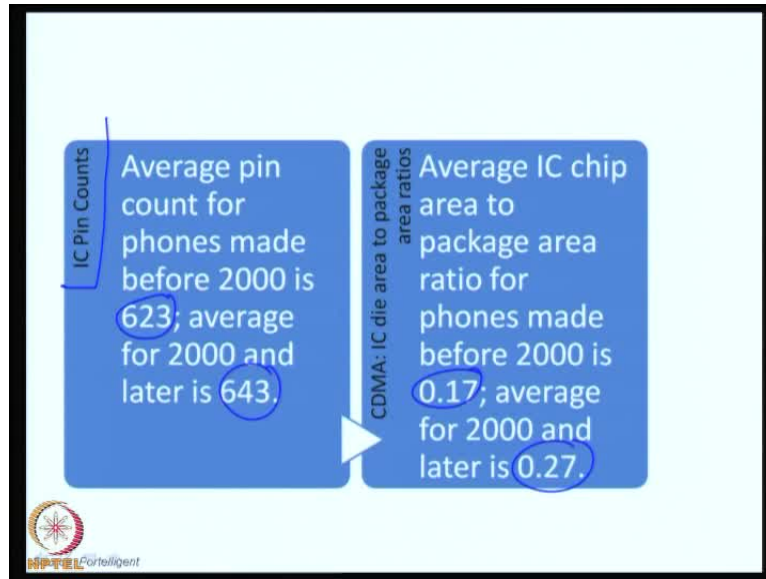 IC Pin Counts
Average pin
count for
phones made
before 2000 is
623; average
for 2000 and
later is 643.
CDMA: IC die area to package
area ratios
Average IC chip
area to
package area
ratio for
phones made
before 2000 is
0.17; average
for 2000 and
later is 0.27.
NPTEL Portelligent